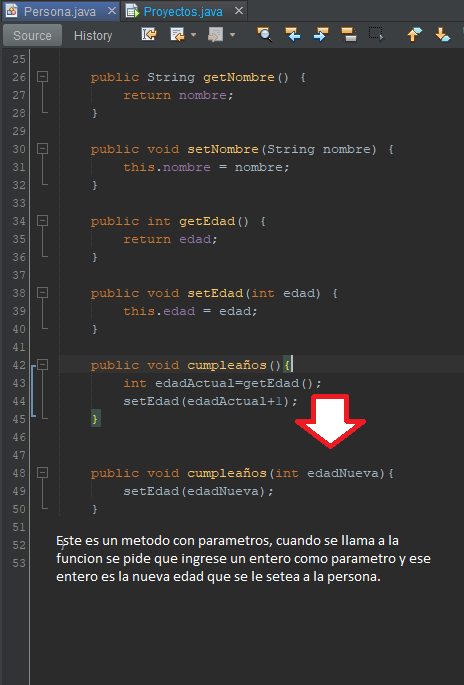 Persona.java × Proyectos.java ×
Source History
25
26 public String getNombre() {
27 return nombre;
28 }
29
30 public void setNombre(String nombre) {
31 this.nombre = nombre;
32 }
33
34 public int getEdad() {
35 return edad;
36 }
37
38 public void setEdad(int edad) {
39 this.edad = edad;
40 }
41
42 public void cumpleaños(){
43 int edadActual=getEdad();
44 setEdad(edadActual+1);
45 }
46
47
48 public void cumpleaños(int edadNueva){
49 setEdad(edadNueva);
50 }
51
52 }
53
Este es un metodo con parametros, cuando se llama a la
funcion se pide que ingrese un entero como parametro y ese
entero es la nueva edad que se le setea a la persona.